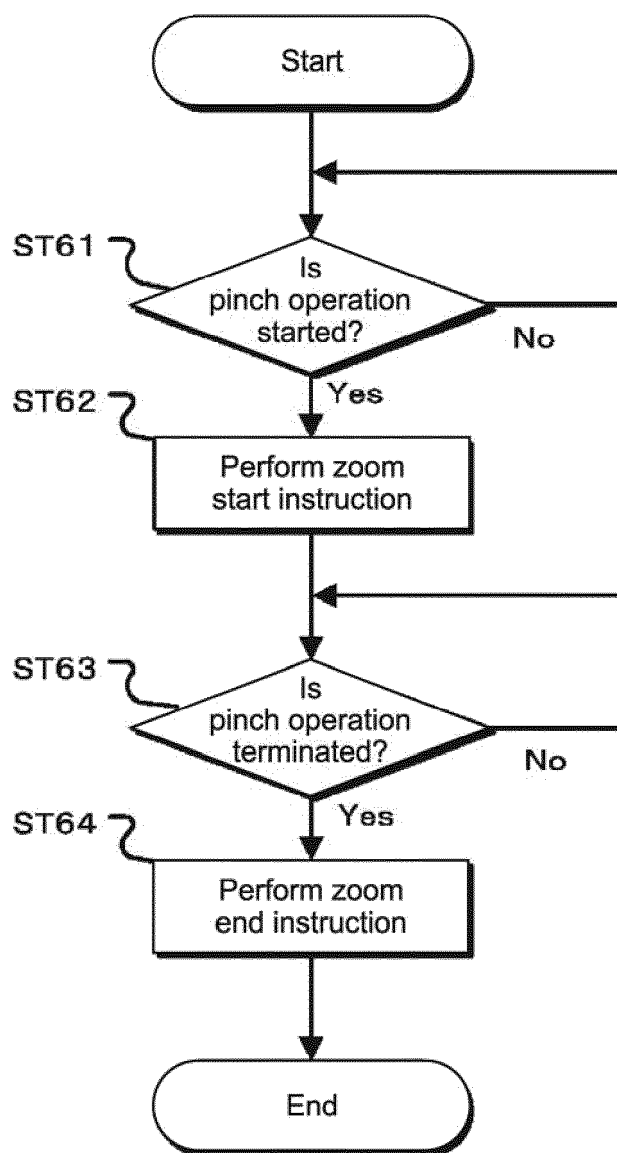 Start
ST61
Is
pinch operation
started?
No
Yes
ST62
Perform zoom
start instruction
ST63
Is
pinch operation
terminated?
No
Yes
ST64
Perform zoom
end instruction
End